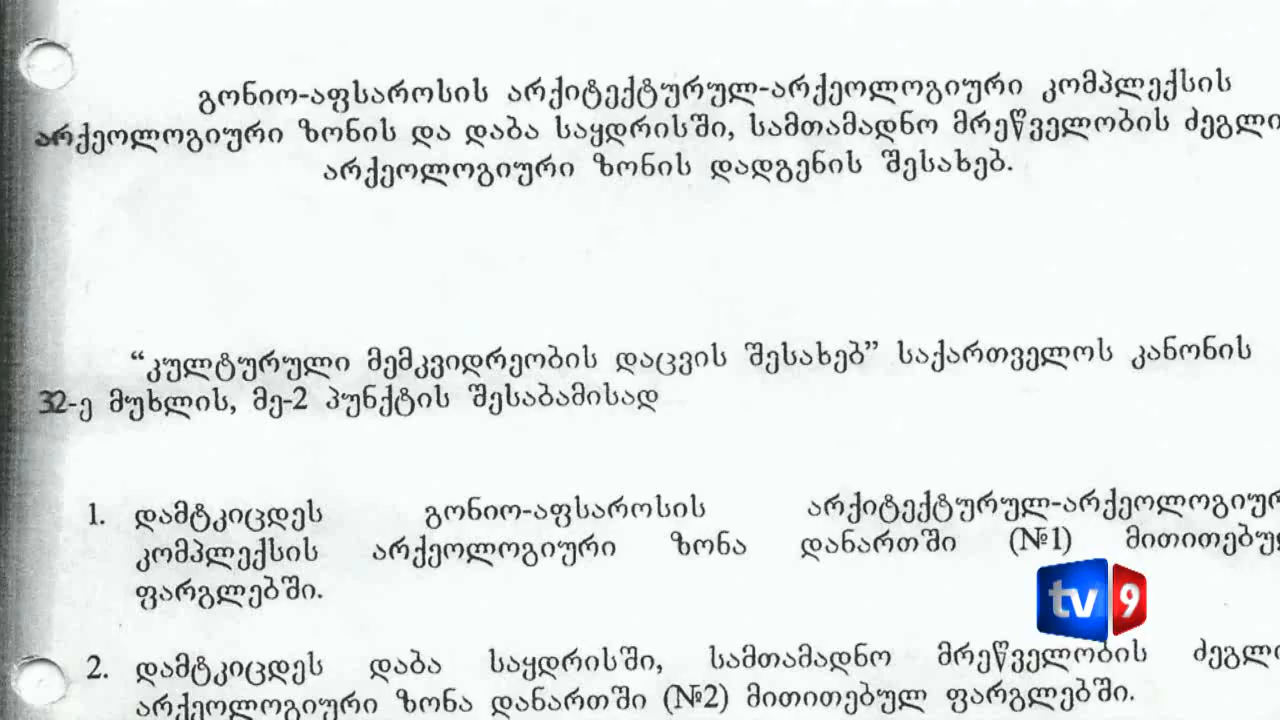 გონიო-აფსაროსის არქიტექტურულ-არქეოლოგიური კომპლექსის
არქეოლოგიური ზონის და დაბა საყდრისში, სამთამადნო მრეწველობის ძეგლი
არქეოლოგიური ზონის დადგენის შესახებ.
“კულტურული მემკვიდრეობის დაცვის შესახებ” საქართველოს კანონის
32-ე მუხლის, მე-2 პუნქტის შესაბამისად
1. დამტკიცდეს გონიო-აფსაროსის არქიტექტურულ-არქეოლოგიურ
კომპლექსის არქეოლოგიური ზონა დანართში (№1) მითითებულ
ფარგლებში.
tv 9
2. დამტკიცდეს დაბა საყდრისში, სამთამადნო მრეწველობის ძეგლი
არქეოლოგიური ზონა დანართში (№2) მითითებულ ფარგლებში.